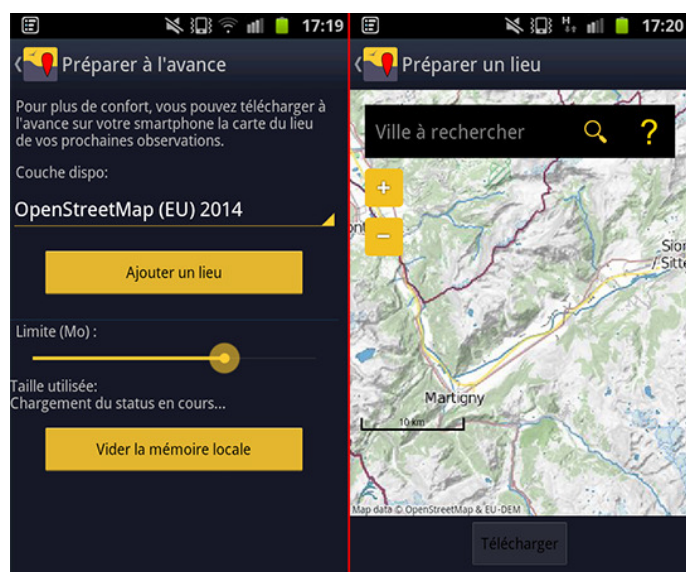 17:19
Préparer à l'avance
Pour plus de confort, vous pouvez télécharger à
l'avance sur votre smartphone la carte du lieu
de vos prochaines observations.
Couche dispo:
OpenStreetMap (EU) 2014
Ajouter un lieu
Limite (Mo) :
Taille utilisée:
Chargement du status en cours...
Vider la mémoire locale
H 17:20
Préparer un lieu
Ville à rechercher ?
+
−
Sion
/ Sitte
Martigny
10 km
Map data © OpenStreetMap & EU-DEM
Télécharger